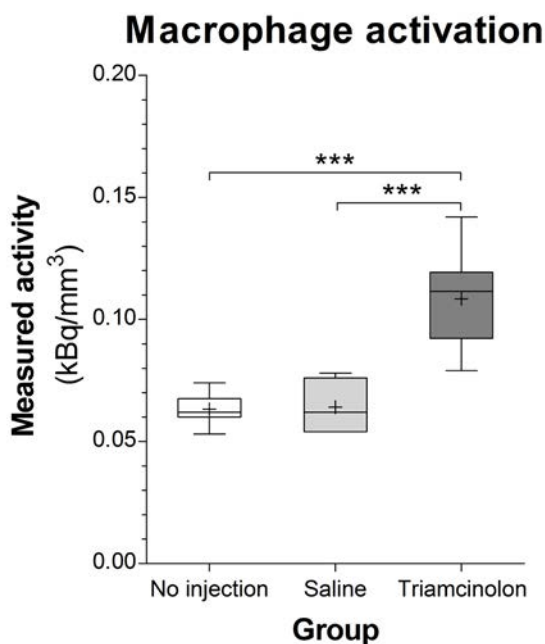 Macrophage activation
0.20
0.15
0.10
0.05
0.00
Measured activity
(kBq/mm³)
***
***
No injection
Saline
Triamcinolon
Group